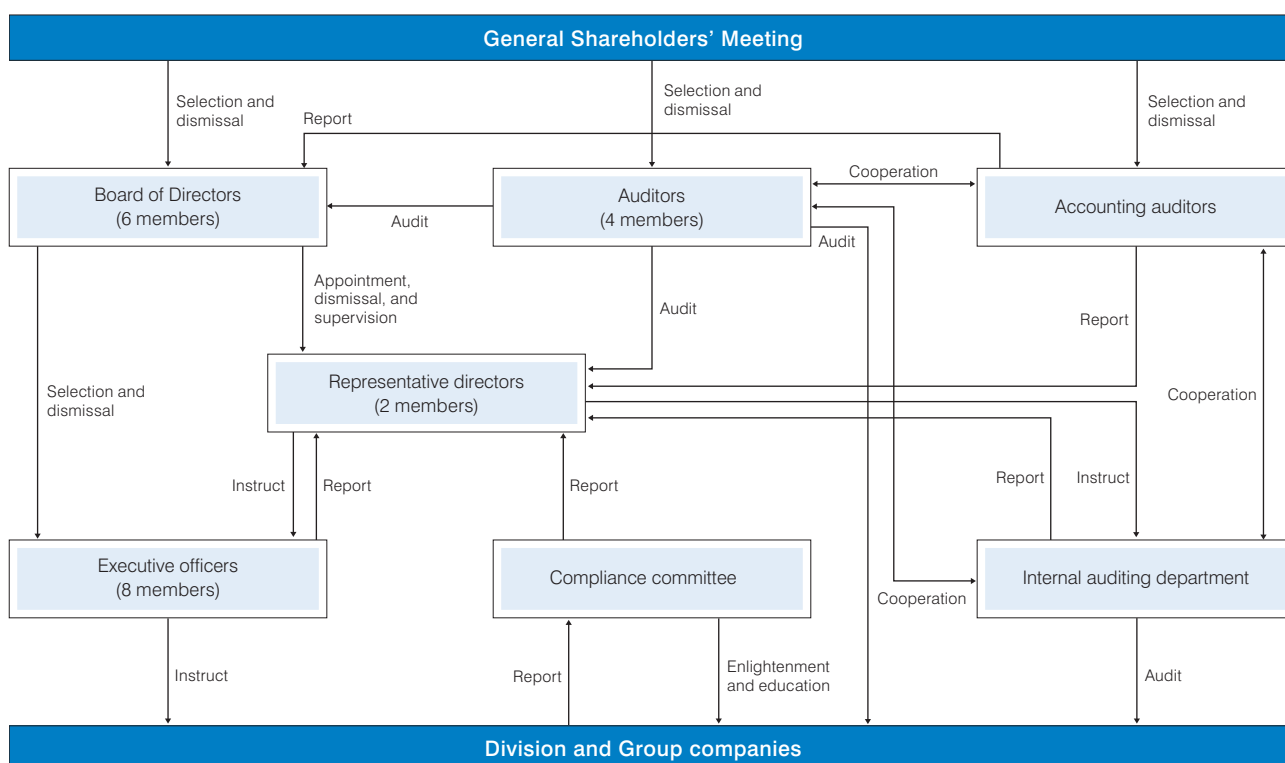 General Shareholders' Meeting
Selection and
dismissal
Selection and
dismissal
Selection and
dismissal
Report
Cooperation
Board of Directors
(6 members)
Auditors
(4 members)
Accounting auditors
Audit
Audit
Appointment,
dismissal, and
supervision
Audit
Report
Representative directors
(2 members)
Selection and
dismissal
Cooperation
Instruct
Report
Report
Report
Instruct
Executive officers
(8 members)
Compliance committee
Internal auditing department
Cooperation
Instruct
Report
Enlightenment
and education
Audit
Division and Group companies